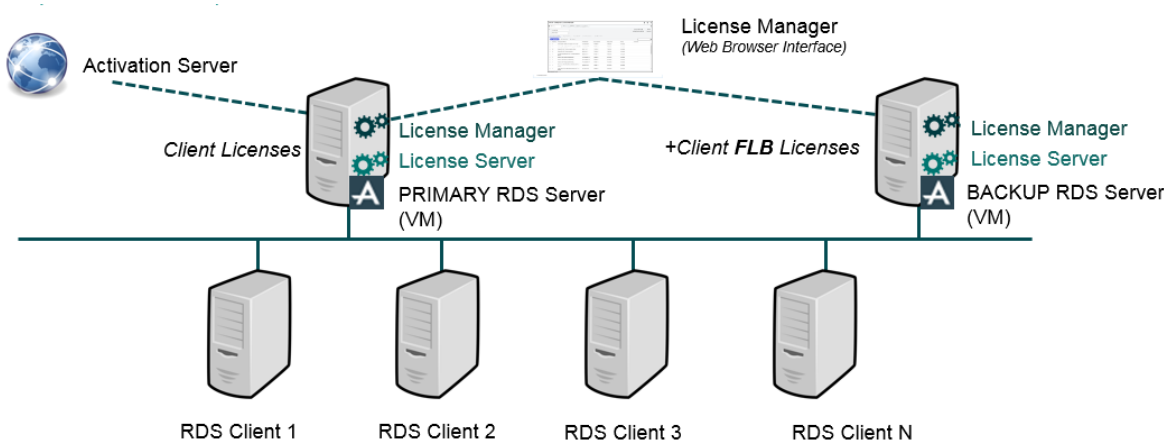 License Manager
(Web Browser Interface)
Activation Server
Client Licenses
License Manager
License Server
PRIMARY RDS Server
(VM)
+Client FLB Licenses
License Manager
License Server
BACKUP RDS Server
(VM)
RDS Client 1
RDS Client 2
RDS Client 3
RDS Client N